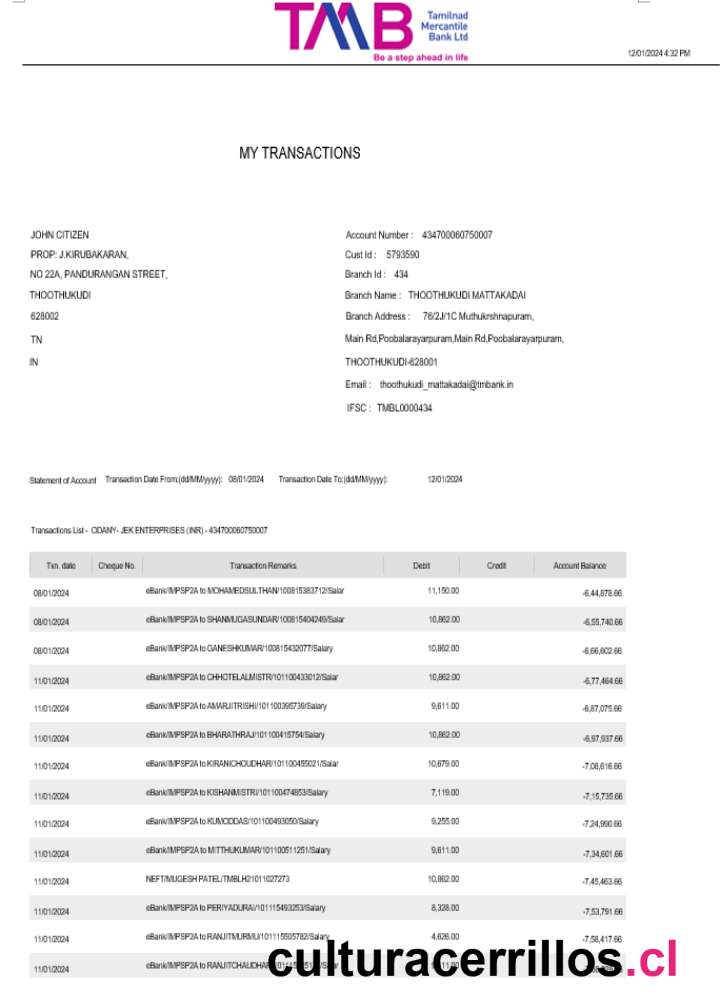 TMB Tamilnad
Mercantile
Bank Ltd
Be a step ahead in life
12/01/2024 4:32 PM
MY TRANSACTIONS
JOHN CITIZEN
PROP: J.KIRUBAKARAN,
NO 22A, PANDURANGAN STREET,
THOOTHUKUDI
628002
TN
IN
Account Number : 434700060750007
Cust Id : 5793590
Branch Id : 434
Branch Name : THOOTHUKUDI MATTAKADAI
Branch Address : 76/2J/1C Muthukrshnapuram,
Main Rd,Poobalarayarpuram,Main Rd,Poobalarayarpuram,
THOOTHUKUDI-628001
Email : thoothukudi_mattakadai@tmbank.in
IFSC : TMBL0000434
Statement of Account Transaction Date From:(dd/MM/yyyy): 08/01/2024 Transaction Date To:(dd/MM/yyyy): 12/01/2024
Transactions List - ODANY- JEK ENTERPRISES (INR) - 434700060750007
Txn. date Cheque No. Transaction Remarks Debit Credit Account Balance
08/01/2024 eBank/IMPSP2A to MOHAMEDSULTHAN/100815383712/Salar 11,150.00 -6,44,878.66
08/01/2024 eBank/IMPSP2A to SHANMUGASUNDAR/100815404249/Salar 10,862.00 -6,55,740.66
08/01/2024 eBank/IMPSP2A to GANESHKUMAR/100815432077/Salary 10,862.00 -6,66,602.66
11/01/2024 eBank/IMPSP2A to CHHOTELALMISTR/101100433012/Salar 10,862.00 -6,77,464.66
11/01/2024 eBank/IMPSP2A to AMARJITRISHI/101100395739/Salary 9,611.00 -6,87,075.66
11/01/2024 eBank/IMPSP2A to BHARATHRAJ/101100415754/Salary 10,862.00 -6,97,937.66
11/01/2024 eBank/IMPSP2A to KIRANICHOUDHAR/101100455021/Salar 10,679.00 -7,08,616.66
11/01/2024 eBank/IMPSP2A to KISHANMISTRI/101100474853/Salary 7,119.00 -7,15,735.66
11/01/2024 eBank/IMPSP2A to KUMODDAS/101100493050/Salary 9,255.00 -7,24,990.66
11/01/2024 eBank/IMPSP2A to MITTHUKUMAR/101100511251/Salary 9,611.00 -7,34,601.66
11/01/2024 NEFT/MUGESH PATEL/TMBLH21011027273 10,862.00 -7,45,463.66
11/01/2024 eBank/IMPSP2A to PERIYADURAI/101115493253/Salary 8,328.00 -7,53,791.66
11/01/2024 eBank/IMPSP2A to RANJITMURMU/101115505782/Salary 4,626.00 -7,58,417.66
11/01/2024 eBank/IMPSP2A to
culturacerrillos.cl